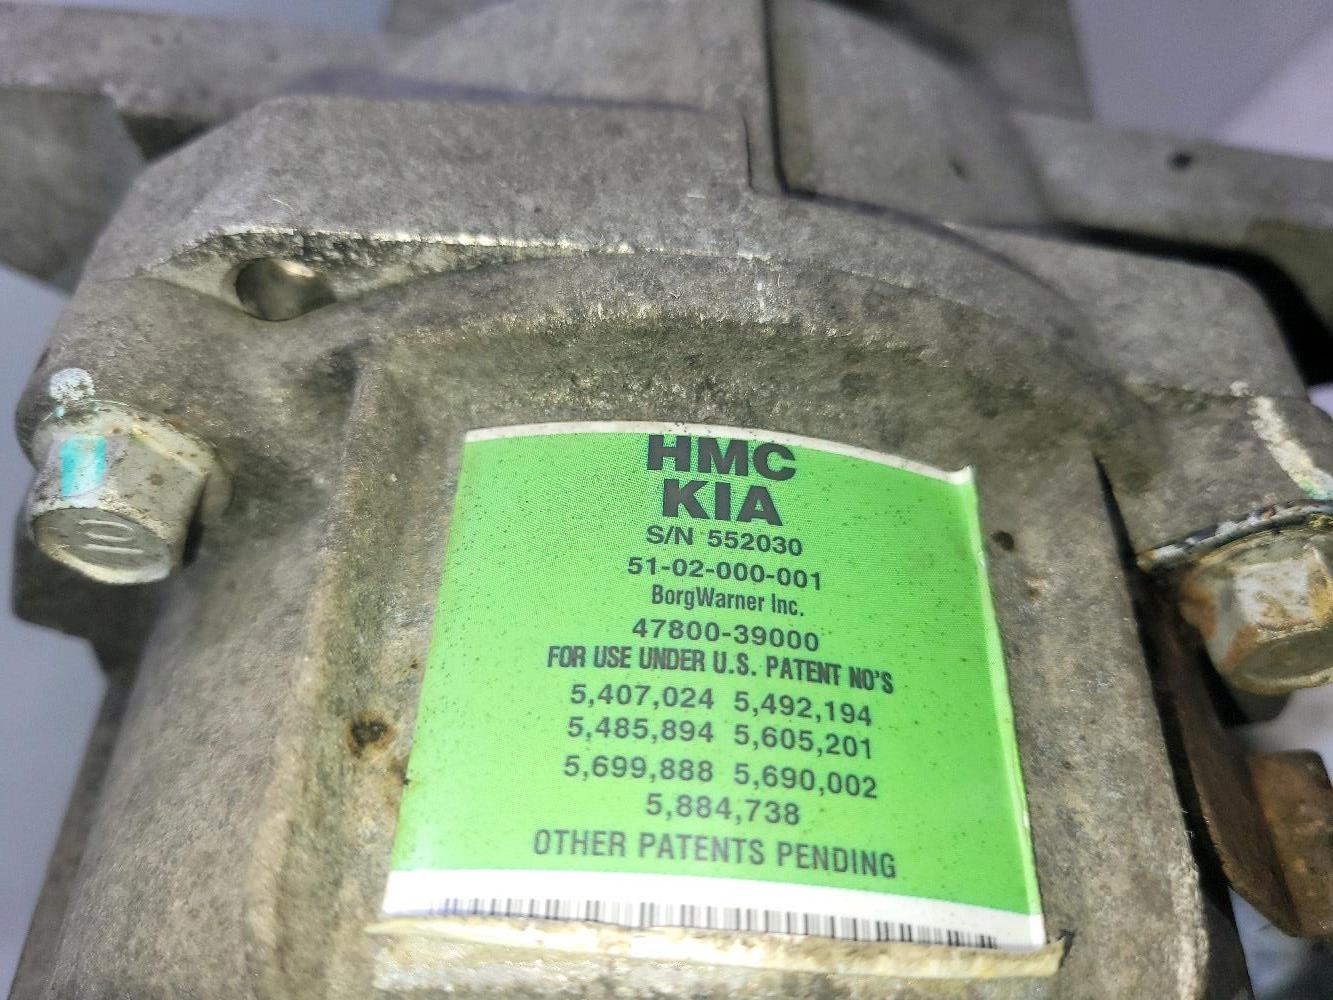 HMC
KIA
S/N 552030
51-02-000-001
BorgWarner Inc.
47800-39000
FOR USE UNDER U.S. PATENT NO'S
5,407,024 5,492,194
5,485,894 5,605,201
5,699,888 5,690,002
5,884,738
OTHER PATENTS PENDING